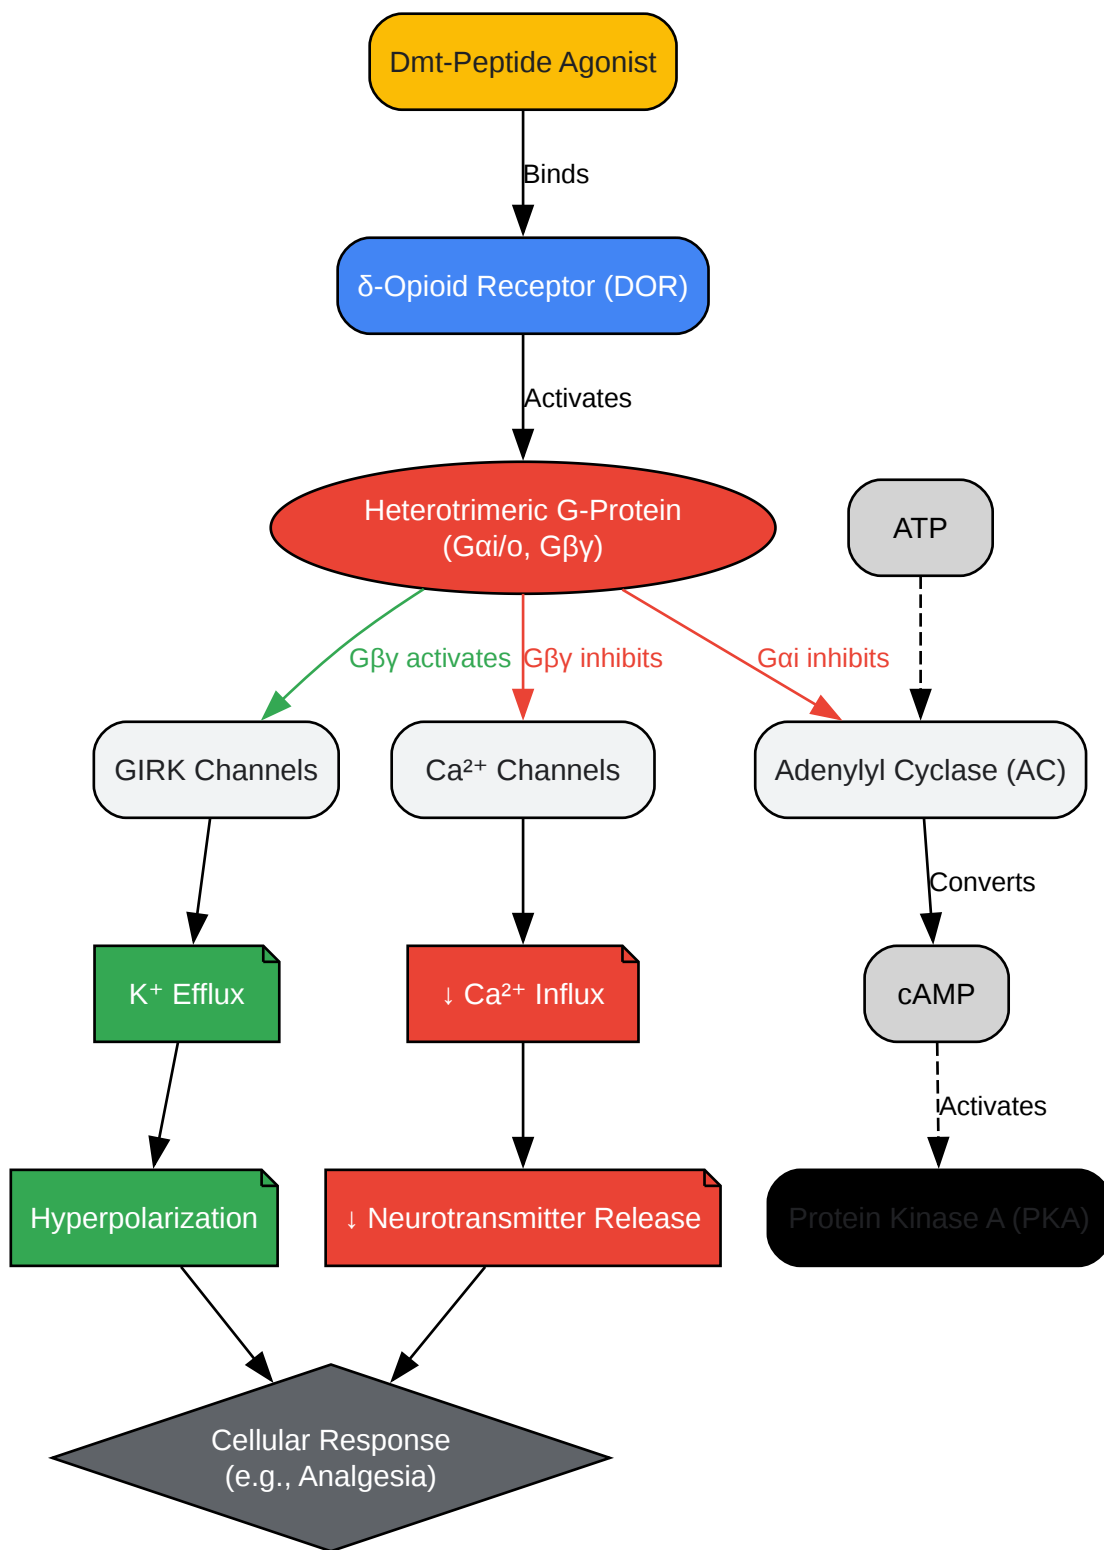 Dmt-Peptide Agonist
Binds
δ-Opioid Receptor (DOR)
Activates
Heterotrimeric G-Protein
(Gαi/o, Gβγ)
ATP
Gβγ activates
Gβγ inhibits
Gαi inhibits
GIRK Channels
Ca²⁺ Channels
Adenylyl Cyclase (AC)
Converts
K⁺ Efflux
↓ Ca²⁺ Influx
cAMP
Activates
Hyperpolarization
↓ Neurotransmitter Release
Protein Kinase A (PKA)
Cellular Response
(e.g., Analgesia)